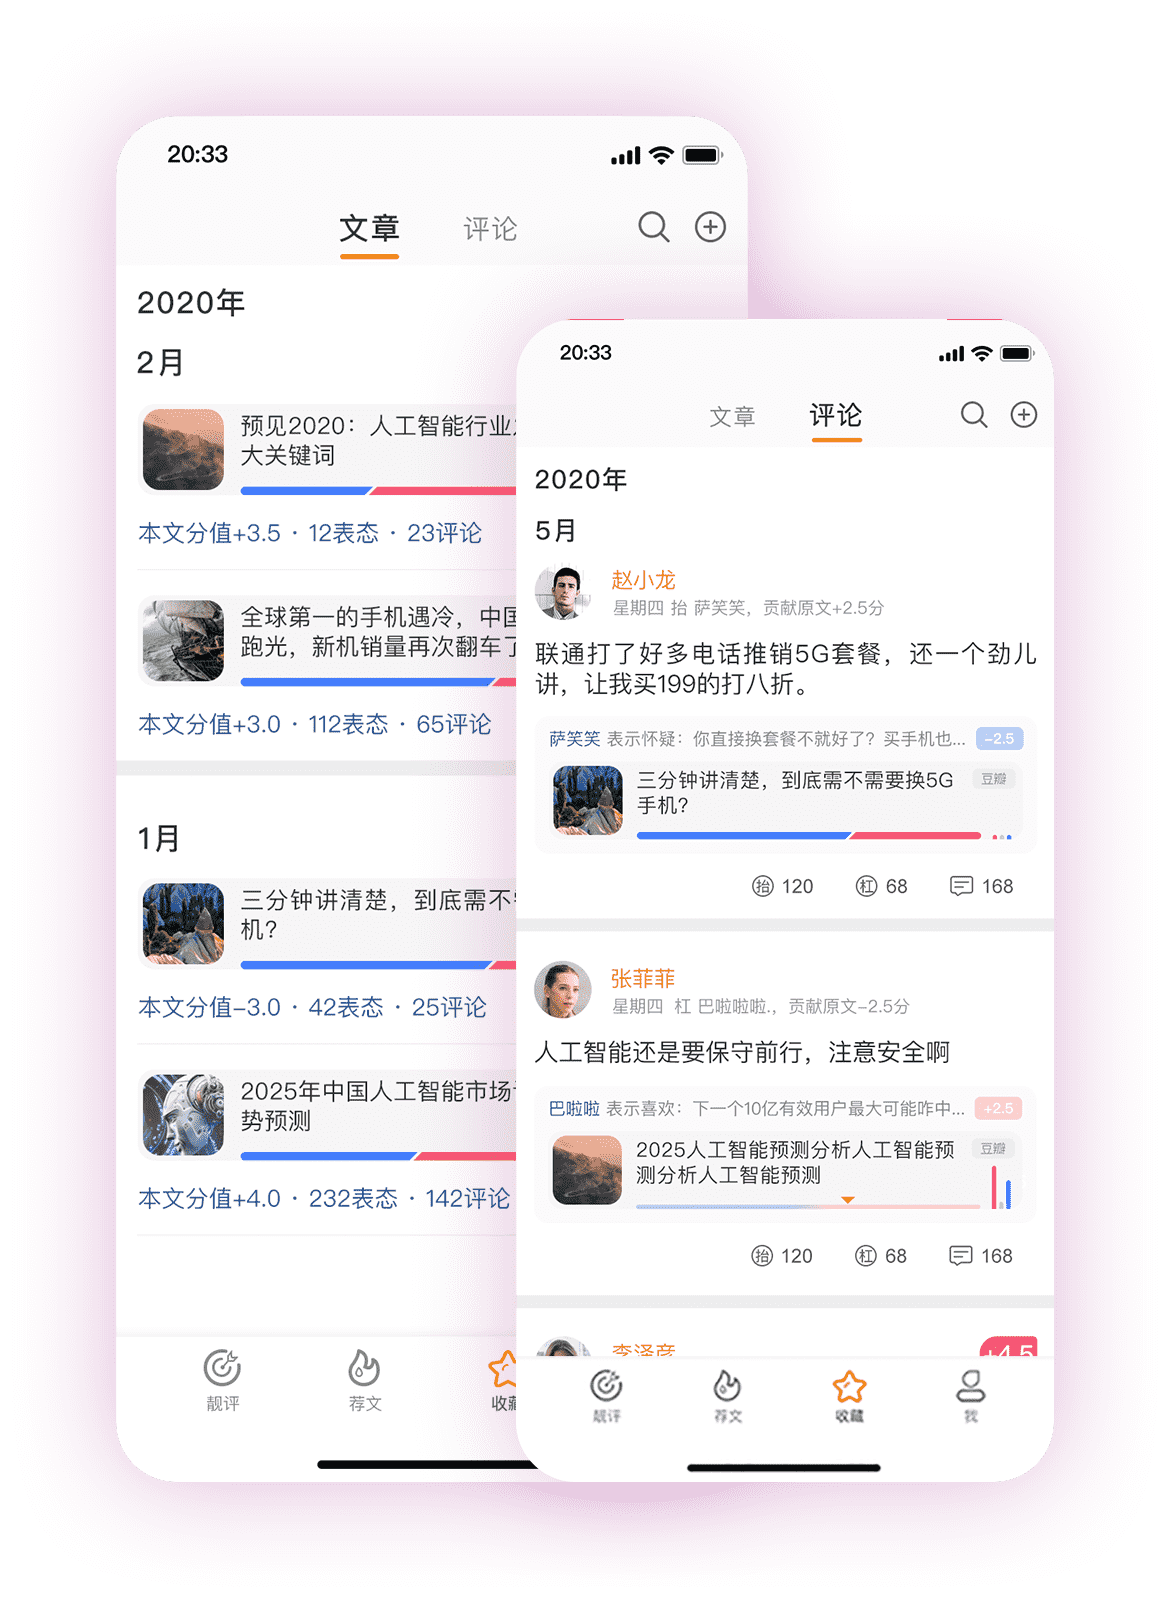 20:33
文章
评论
2020年
2月
预见2020：人工智能行业
大关键词
本文分值+3.5 · 12表态 · 23评论
全球第一的手机遇冷，中国
跑光，新机销量再次翻车了
本文分值+3.0 · 112表态 · 65评论
1月
三分钟讲清楚，到底需不
机？
本文分值-3.0 · 42表态 · 25评论
2025年中国人工智能市场
势预测
本文分值+4.0 · 232表态 · 142评论
靓评
荐文
收藏
20:33
文章
评论
2020年
5月
赵小龙
星期四 抬 萨笑笑，贡献原文+2.5分
联通打了好多电话推销5G套餐，还一个劲儿
讲，让我买199的打八折。
萨笑笑 表示怀疑：你直接换套餐不就好了？买手机也... -2.5
三分钟讲清楚，到底需不需要换5G
手机？
豆瓣
抬 120
杠 68
168
张菲菲
星期四 杠 巴啦啦啦.，贡献原文-2.5分
人工智能还是要保守前行，注意安全啊
巴啦啦 表示喜欢：下一个10亿有效用户最大可能咋中... +2.5
2025人工智能预测分析人工智能预
测分析人工智能预测
豆瓣
抬 120
杠 68
168
李泽彦
+4.5
靓评
荐文
收藏
我